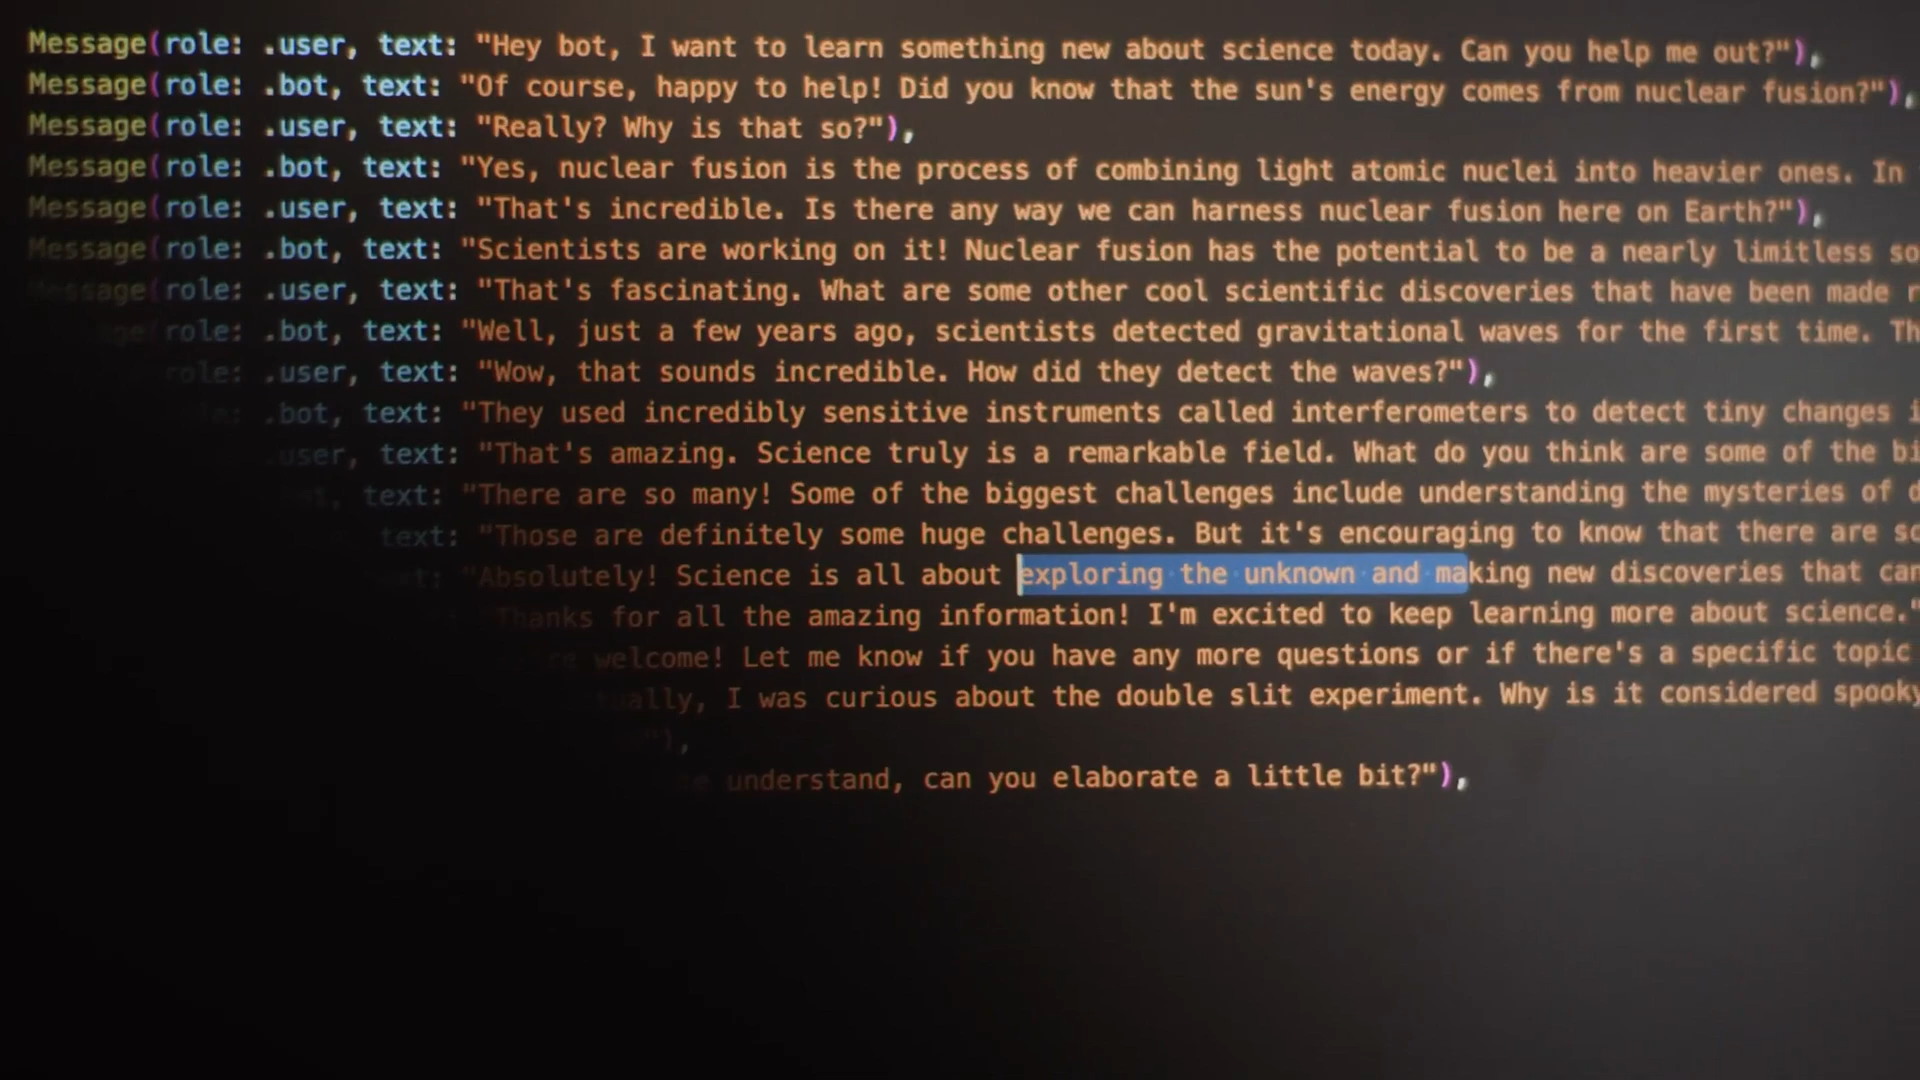 Message(role: .user, text: "Hey bot, I want to learn something new about science today. Can you help me out?"),
Message(role: .bot, text: "Of course, happy to help! Did you know that the sun's energy comes from nuclear fusion?"),
Message(role: .user, text: "Really? Why is that so?"),
Message(role: .bot, text: "Yes, nuclear fusion is the process of combining light atomic nuclei into heavier ones. In
Message(role: .user, text: "That's incredible. Is there any way we can harness nuclear fusion here on Earth?"),
Message(role: .bot, text: "Scientists are working on it! Nuclear fusion has the potential to be a nearly limitless so
Message(role: .user, text: "That's fascinating. What are some other cool scientific discoveries that have been made r
role: .bot, text: "Well, just a few years ago, scientists detected gravitational waves for the first time. Th
role: .user, text: "Wow, that sounds incredible. How did they detect the waves?"),
.bot, text: "They used incredibly sensitive instruments called interferometers to detect tiny changes i
user, text: "That's amazing. Science truly is a remarkable field. What do you think are some of the bi
text: "There are so many! Some of the biggest challenges include understanding the mysteries of d
text: "Those are definitely some huge challenges. But it's encouraging to know that there are so
"Absolutely! Science is all about exploring the unknown and making new discoveries that can
Thanks for all the amazing information! I'm excited to keep learning more about science."
welcome! Let me know if you have any more questions or if there's a specific topic
I was curious about the double slit experiment. Why is it considered spooky
"),
understand, can you elaborate a little bit?"),